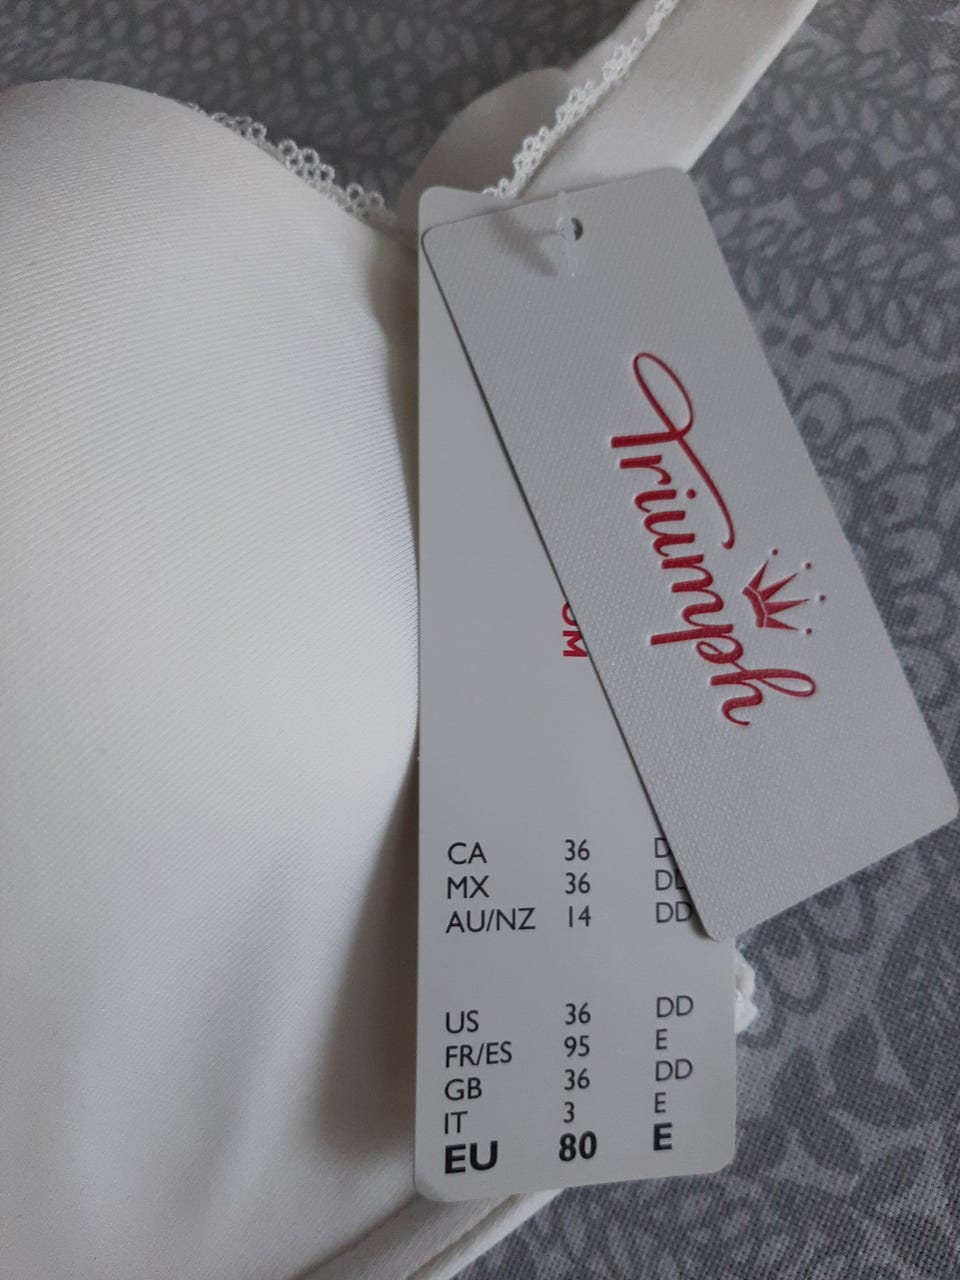 Triumph
OM
CA 36 D
MX 36 DD
AU/NZ 14 DD
US 36 DD
FR/ES 95 E
GB 36 DD
IT 3 E
EU 80 E